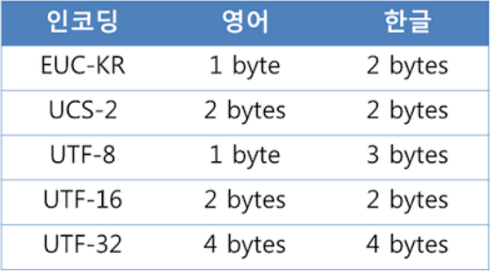 인코딩 영어 한글
EUC-KR 1 byte 2 bytes
UCS-2 2 bytes 2 bytes
UTF-8 1 byte 3 bytes
UTF-16 2 bytes 2 bytes
UTF-32 4 bytes 4 bytes